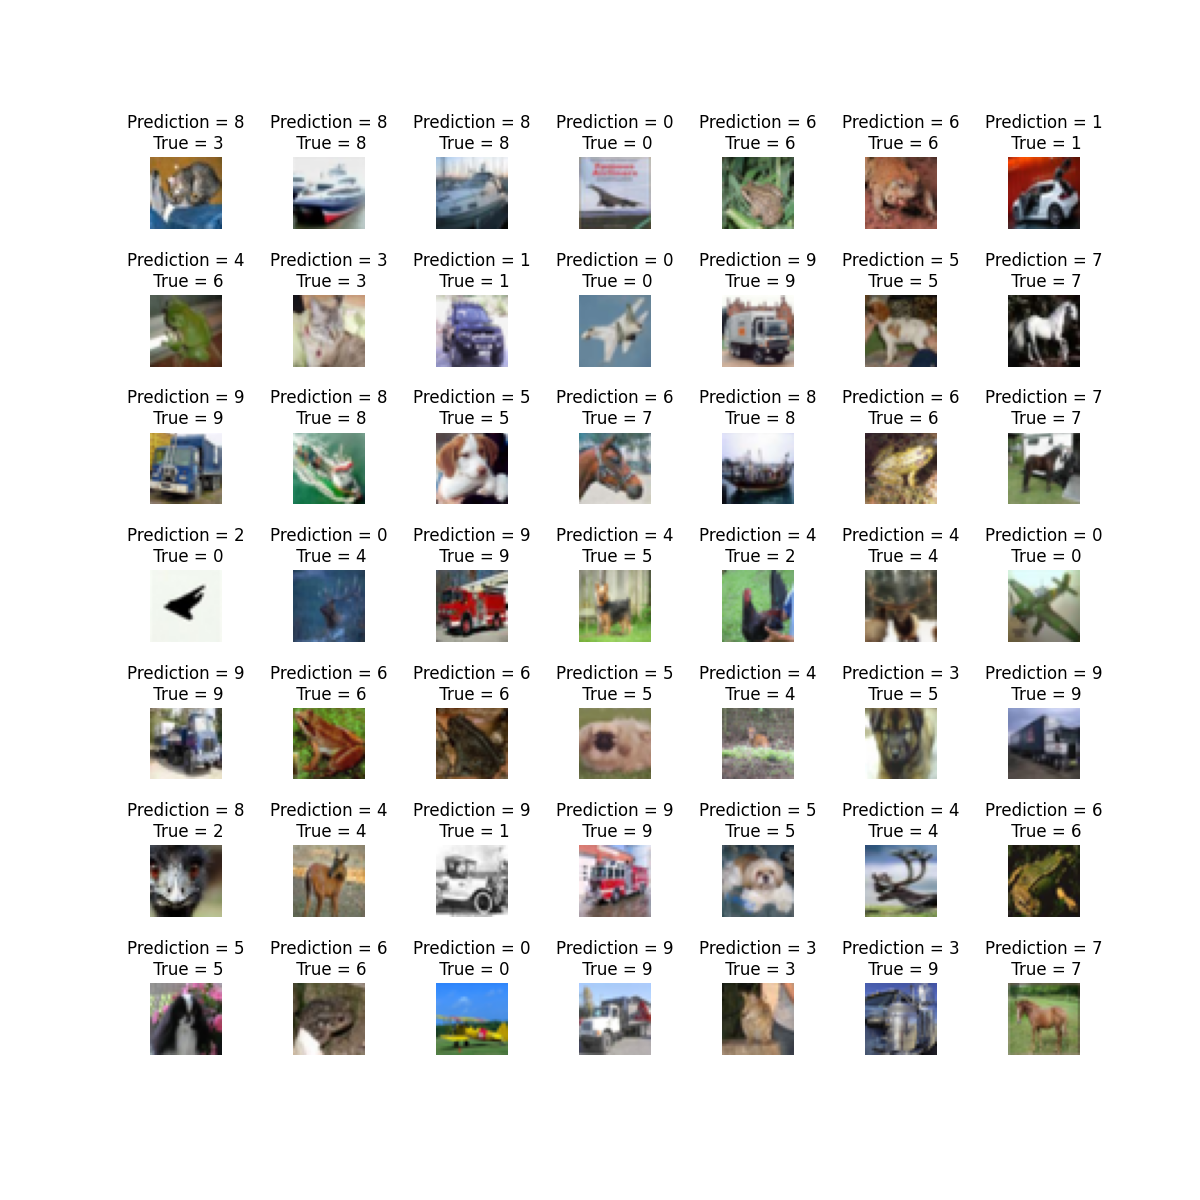 Prediction = 8 Prediction = 8 Prediction = 8 Prediction = 0 Prediction = 6 Prediction = 6 Prediction = 1
True = 3 True = 8 True = 8 True = 0 True = 6 True = 6 True = 1
Prediction = 4 Prediction = 3 Prediction = 1 Prediction = 0 Prediction = 9 Prediction = 5 Prediction = 7
True = 6 True = 3 True = 1 True = 0 True = 9 True = 5 True = 7
Prediction = 9 Prediction = 8 Prediction = 5 Prediction = 6 Prediction = 8 Prediction = 6 Prediction = 7
True = 9 True = 8 True = 5 True = 7 True = 8 True = 6 True = 7
Prediction = 2 Prediction = 0 Prediction = 9 Prediction = 4 Prediction = 4 Prediction = 4 Prediction = 0
True = 0 True = 4 True = 9 True = 5 True = 2 True = 4 True = 0
Prediction = 9 Prediction = 6 Prediction = 6 Prediction = 5 Prediction = 4 Prediction = 3 Prediction = 9
True = 9 True = 6 True = 6 True = 5 True = 4 True = 5 True = 9
Prediction = 8 Prediction = 4 Prediction = 9 Prediction = 9 Prediction = 5 Prediction = 4 Prediction = 6
True = 2 True = 4 True = 1 True = 9 True = 5 True = 4 True = 6
Prediction = 5 Prediction = 6 Prediction = 0 Prediction = 9 Prediction = 3 Prediction = 3 Prediction = 7
True = 5 True = 6 True = 0 True = 9 True = 3 True = 9 True = 7